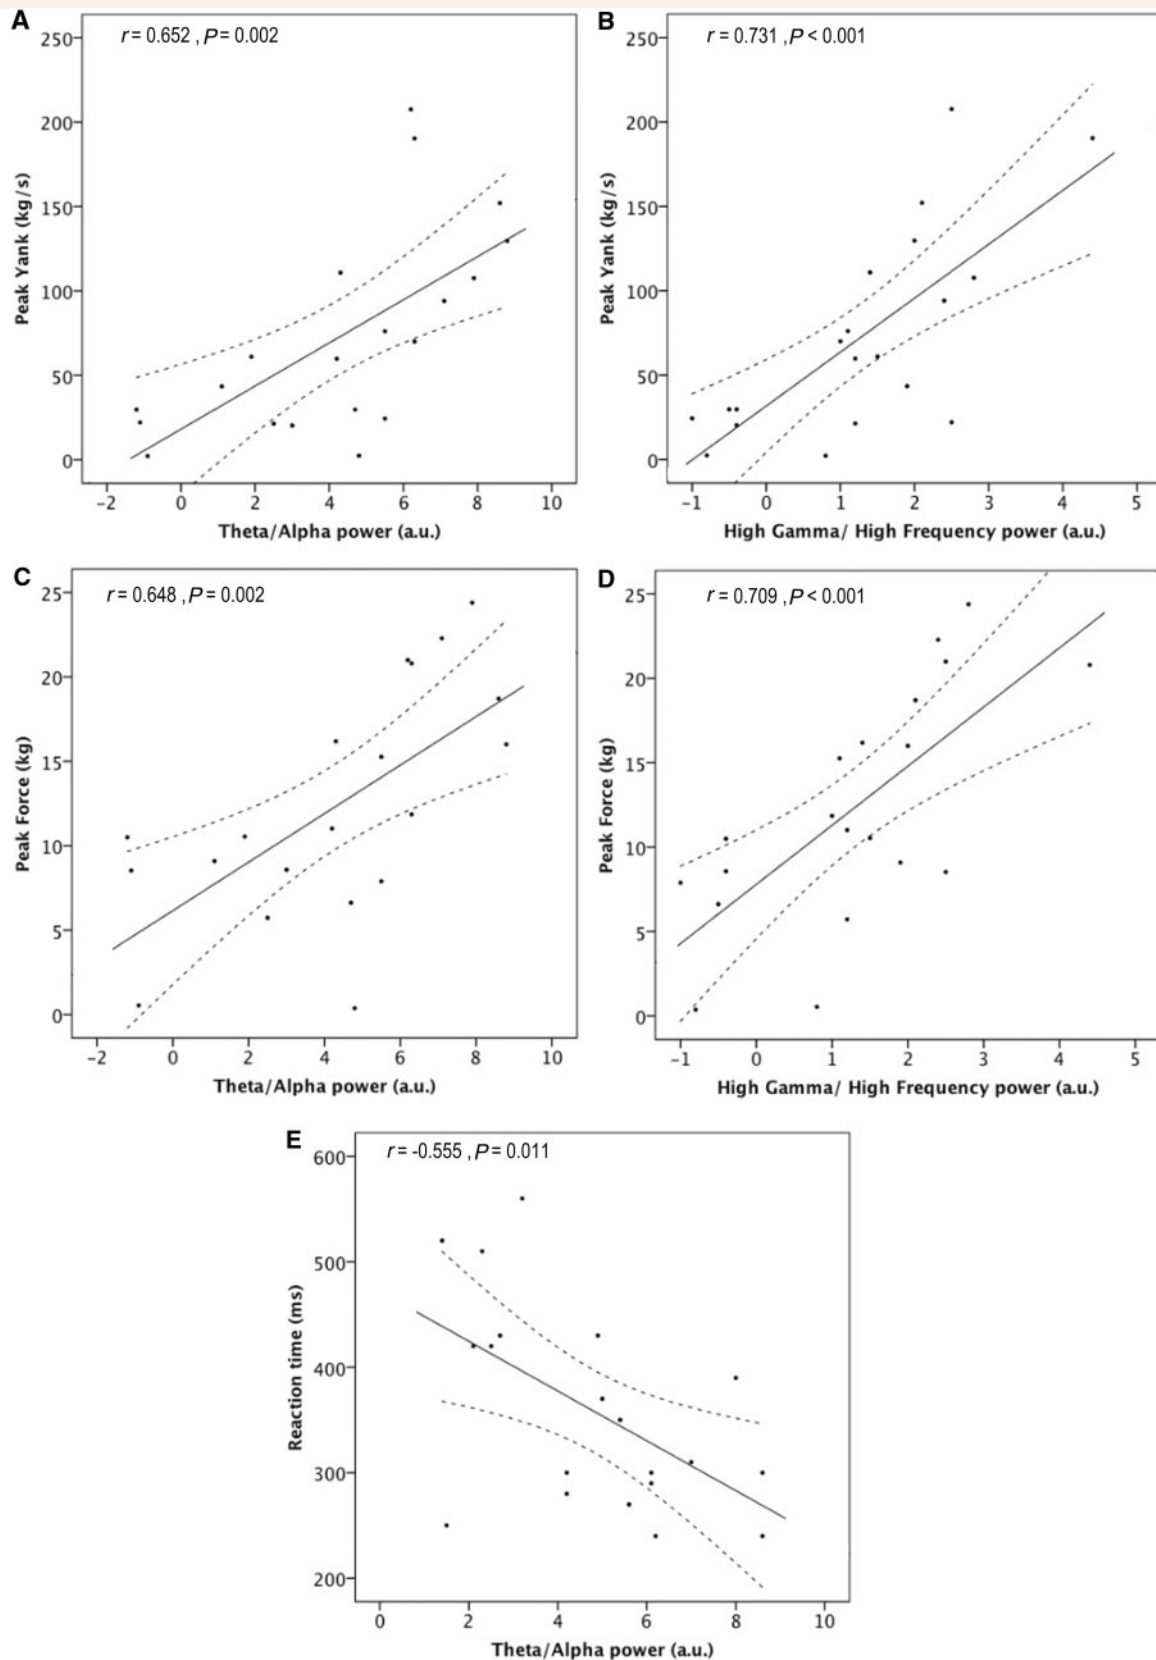 A
r = 0.652 , P = 0.002
250
200
150
100
50
0
Peak Yank (kg/s)
-2 0 2 4 6 8 10
Theta/Alpha power (a.u.)
B
r = 0.731 , P < 0.001
250
200
150
100
50
0
Peak Yank (kg/s)
-1 0 1 2 3 4 5
High Gamma/ High Frequency power (a.u.)
C
r = 0.648 , P = 0.002
25
20
15
10
5
0
Peak Force (kg)
-2 0 2 4 6 8 10
Theta/Alpha power (a.u.)
D
r = 0.709 , P < 0.001
25
20
15
10
5
0
Peak Force (kg)
-1 0 1 2 3 4 5
High Gamma/ High Frequency power (a.u.)
E
r = -0.555 , P = 0.011
600
500
400
300
200
Reaction time (ms)
0 2 4 6 8 10
Theta/Alpha power (a.u.)